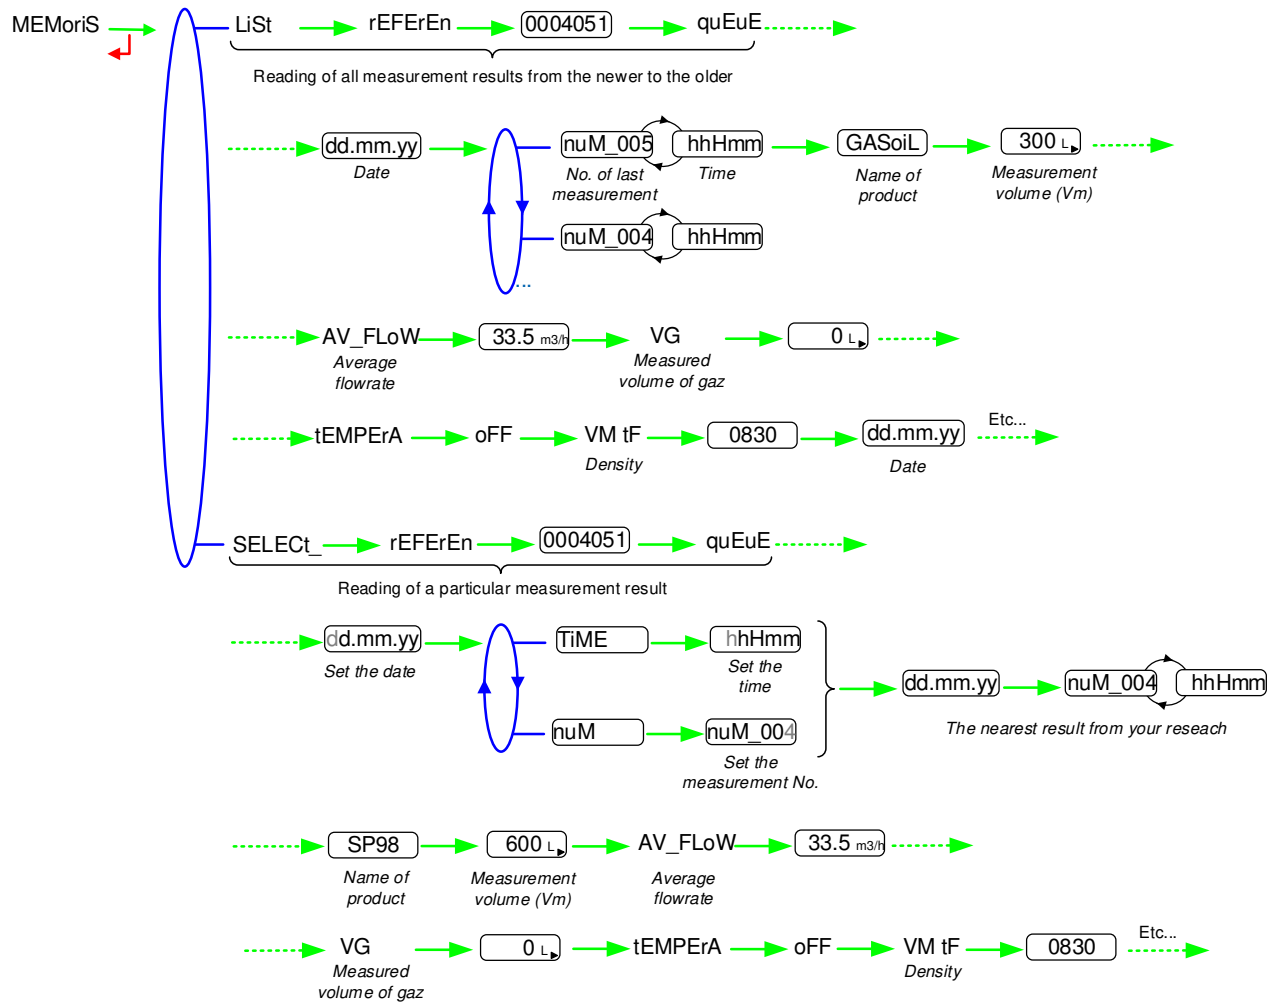 MEMoriS LiSt rEFErEn 0004051 quEuE
Reading of all measurement results from the newer to the older
dd.mm.yy nuM_005 hhHmm GASoiL 300 L
Date No. of last measurement Time Name of product Measurement volume (Vm)
nuM_004 hhHmm
...
AV_FLoW 33.5 m3/h VG 0 L
Average flowrate Measured volume of gaz
tEMPErA oFF VM tF 0830 dd.mm.yy Etc...
Density Date
SELECt_ rEFErEn 0004051 quEuE
Reading of a particular measurement result
dd.mm.yy TiME hhHmm
Set the date Set the time
dd.mm.yy nuM_004 hhHmm
The nearest result from your reseach
nuM nuM_004
Set the measurement No.
SP98 600 L AV_FLoW 33.5 m3/h
Name of product Measurement volume (Vm) Average flowrate
VG 0 L tEMPErA oFF VM tF 0830 Etc...
Measured volume of gaz Density